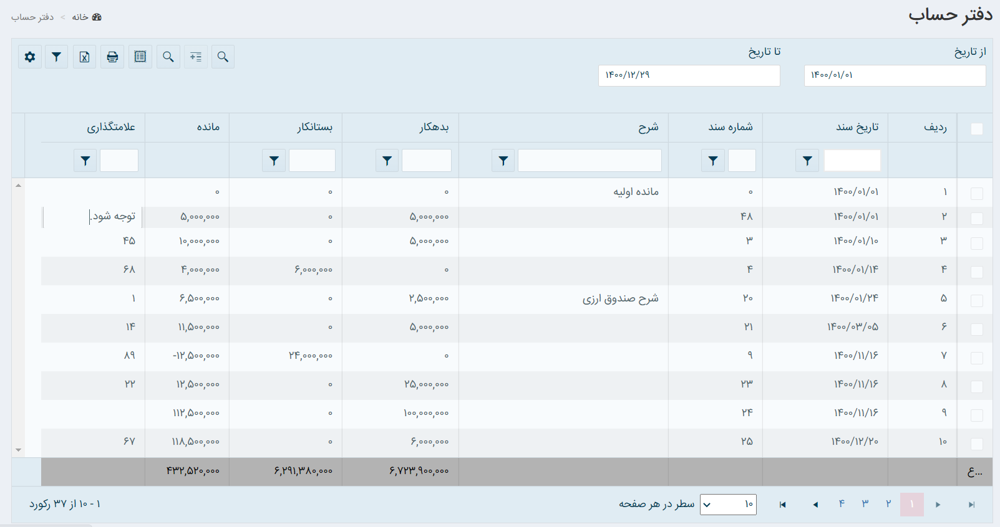 دفتر حساب
خانه > دفتر حساب
از تاریخ
تا تاریخ
۱۴۰۰/۰۱/۰۱
۱۴۰۰/۱۲/۲۹
ردیف تاریخ سند شماره سند شرح بدهکار بستانکار مانده علامتگذاری
۱ ۱۴۰۰/۰۱/۰۱ ۰ مانده اولیه ۰ ۰ ۰
۲ ۱۴۰۰/۰۱/۰۱ ۴۸ ۵,۰۰۰,۰۰۰ ۰ ۵,۰۰۰,۰۰۰ توجه شود.
۳ ۱۴۰۰/۰۱/۱۰ ۳ ۵,۰۰۰,۰۰۰ ۰ ۱۰,۰۰۰,۰۰۰ ۴۵
۴ ۱۴۰۰/۰۱/۱۴ ۴ ۰ ۶,۰۰۰,۰۰۰ ۴,۰۰۰,۰۰۰ ۶۸
۵ ۱۴۰۰/۰۱/۲۴ ۲۰ شرح صندوق ارزی ۲,۵۰۰,۰۰۰ ۰ ۶,۵۰۰,۰۰۰ ۱
۶ ۱۴۰۰/۰۳/۰۵ ۲۱ ۵,۰۰۰,۰۰۰ ۰ ۱۱,۵۰۰,۰۰۰ ۱۴
۷ ۱۴۰۰/۱۱/۱۶ ۹ ۰ ۲۴,۰۰۰,۰۰۰ -۱۲,۵۰۰,۰۰۰ ۸۹
۸ ۱۴۰۰/۱۱/۱۶ ۲۳ ۲۵,۰۰۰,۰۰۰ ۰ ۱۲,۵۰۰,۰۰۰ ۲۲
۹ ۱۴۰۰/۱۱/۱۶ ۲۴ ۱۰۰,۰۰۰,۰۰۰ ۰ ۱۱۲,۵۰۰,۰۰۰
۱۰ ۱۴۰۰/۱۲/۲۰ ۲۵ ۶,۰۰۰,۰۰۰ ۰ ۱۱۸,۵۰۰,۰۰۰ ۶۷
...ع ۶,۷۲۳,۹۰۰,۰۰۰ ۶,۲۹۱,۳۸۰,۰۰۰ ۴۳۲,۵۲۰,۰۰۰
۱ ۲ ۳ ۴ ۱۰ سطر در هر صفحه ۱ - ۱۰ از ۳۷ رکورد